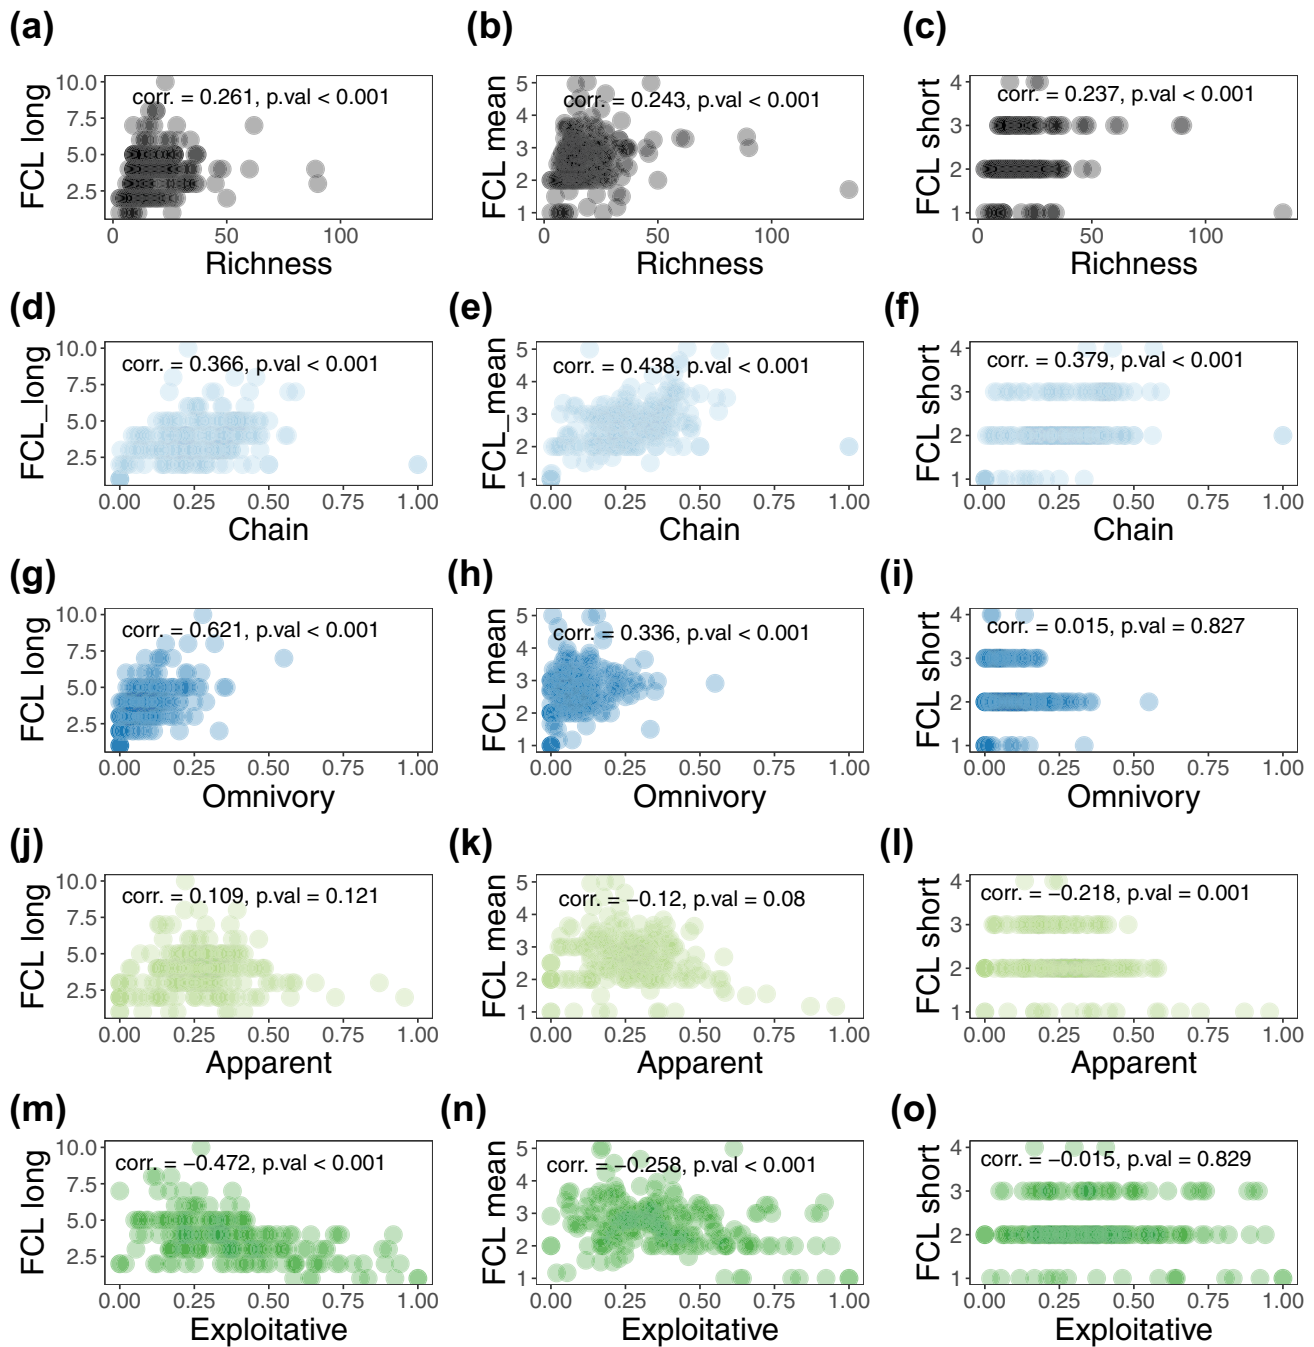 (a)
(b)
(c)
FCL long
10.0
7.5
5.0
2.5
corr. = 0.261, p.val < 0.001
0
50
100
Richness
FCL mean
5
4
3
2
1
corr. = 0.243, p.val < 0.001
0
50
100
Richness
FCL short
4
3
2
1
corr. = 0.237, p.val < 0.001
0
50
100
Richness
(d)
(e)
(f)
FCL_long
10.0
7.5
5.0
2.5
corr. = 0.366, p.val < 0.001
0.00
0.25
0.50
0.75
1.00
Chain
FCL_mean
5
4
3
2
1
corr. = 0.438, p.val < 0.001
0.00
0.25
0.50
0.75
1.00
Chain
FCL short
4
3
2
1
corr. = 0.379, p.val < 0.001
0.00
0.25
0.50
0.75
1.00
Chain
(g)
(h)
(i)
FCL long
10.0
7.5
5.0
2.5
corr. = 0.621, p.val < 0.001
0.00
0.25
0.50
0.75
1.00
Omnivory
FCL mean
5
4
3
2
1
corr. = 0.336, p.val < 0.001
0.00
0.25
0.50
0.75
1.00
Omnivory
FCL short
4
3
2
1
corr. = 0.015, p.val = 0.827
0.00
0.25
0.50
0.75
1.00
Omnivory
(j)
(k)
(l)
FCL long
10.0
7.5
5.0
2.5
corr. = 0.109, p.val = 0.121
0.00
0.25
0.50
0.75
1.00
Apparent
FCL mean
5
4
3
2
1
corr. = −0.12, p.val = 0.08
0.00
0.25
0.50
0.75
1.00
Apparent
FCL short
4
3
2
1
corr. = −0.218, p.val = 0.001
0.00
0.25
0.50
0.75
1.00
Apparent
(m)
(n)
(o)
FCL long
10.0
7.5
5.0
2.5
corr. = −0.472, p.val < 0.001
0.00
0.25
0.50
0.75
1.00
Exploitative
FCL mean
5
4
3
2
1
corr. = −0.258, p.val < 0.001
0.00
0.25
0.50
0.75
1.00
Exploitative
FCL short
4
3
2
1
corr. = −0.015, p.val = 0.829
0.00
0.25
0.50
0.75
1.00
Exploitative